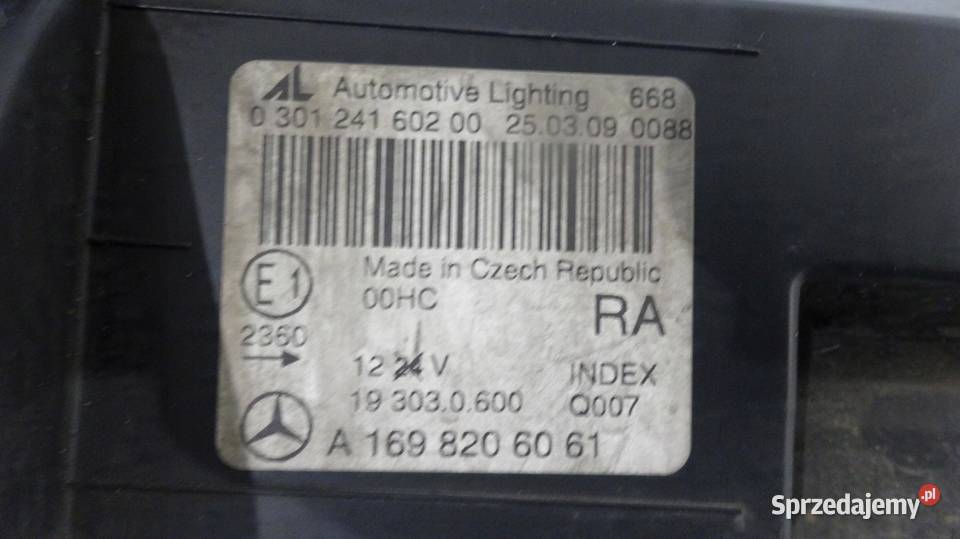 AL Automotive Lighting 668
0 301 241 602 00 25.03.09 0088
Made in Czech Republic
E1 00HC RA
2360
12 24 V INDEX
19 303.0.600 Q007
A 169 820 60 61
Sprzedajemy.pl